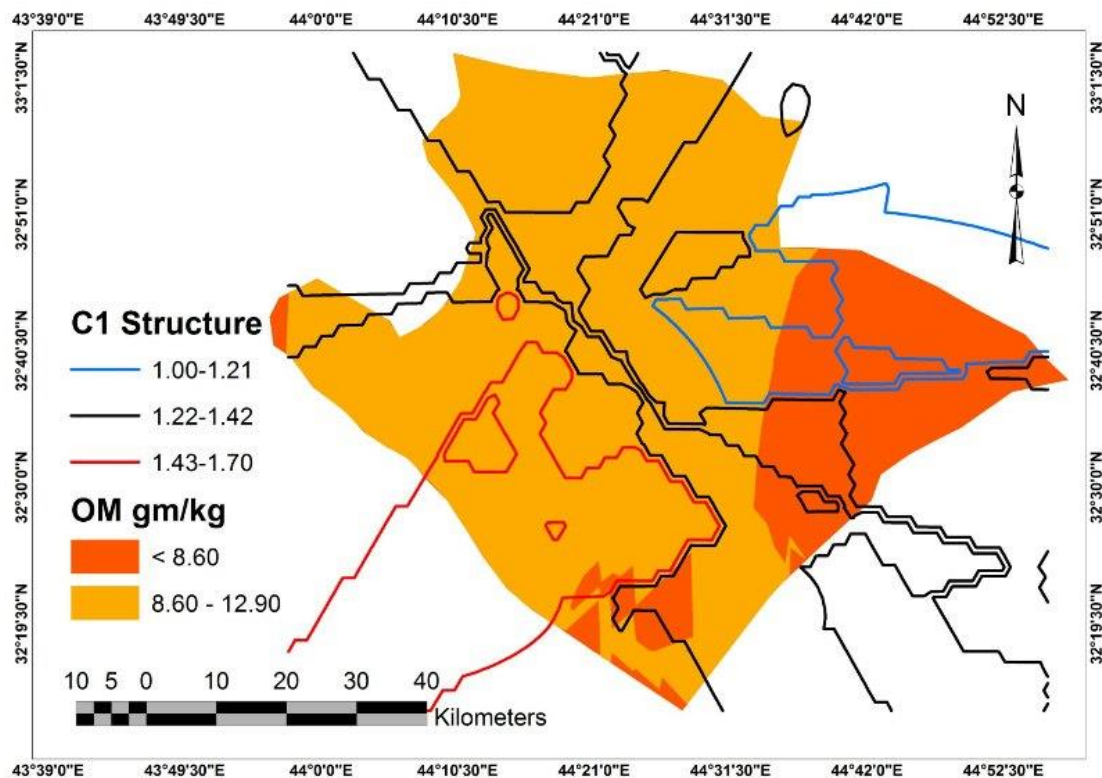 43°39'0"E 43°49'30"E 44°0'0"E 44°10'30"E 44°21'0"E 44°31'30"E 44°42'0"E 44°52'30"E
33°1'30"N 33°1'30"N
N
32°51'0"N 32°51'0"N
C1 Structure
32°40'30"N 32°40'30"N
1.00-1.21
1.22-1.42
1.43-1.70
32°30'0"N 32°30'0"N
OM gm/kg
< 8.60
8.60 - 12.90
32°19'30"N 32°19'30"N
10 5 0 10 20 30 40
Kilometers
43°39'0"E 43°49'30"E 44°0'0"E 44°10'30"E 44°21'0"E 44°31'30"E 44°42'0"E 44°52'30"E